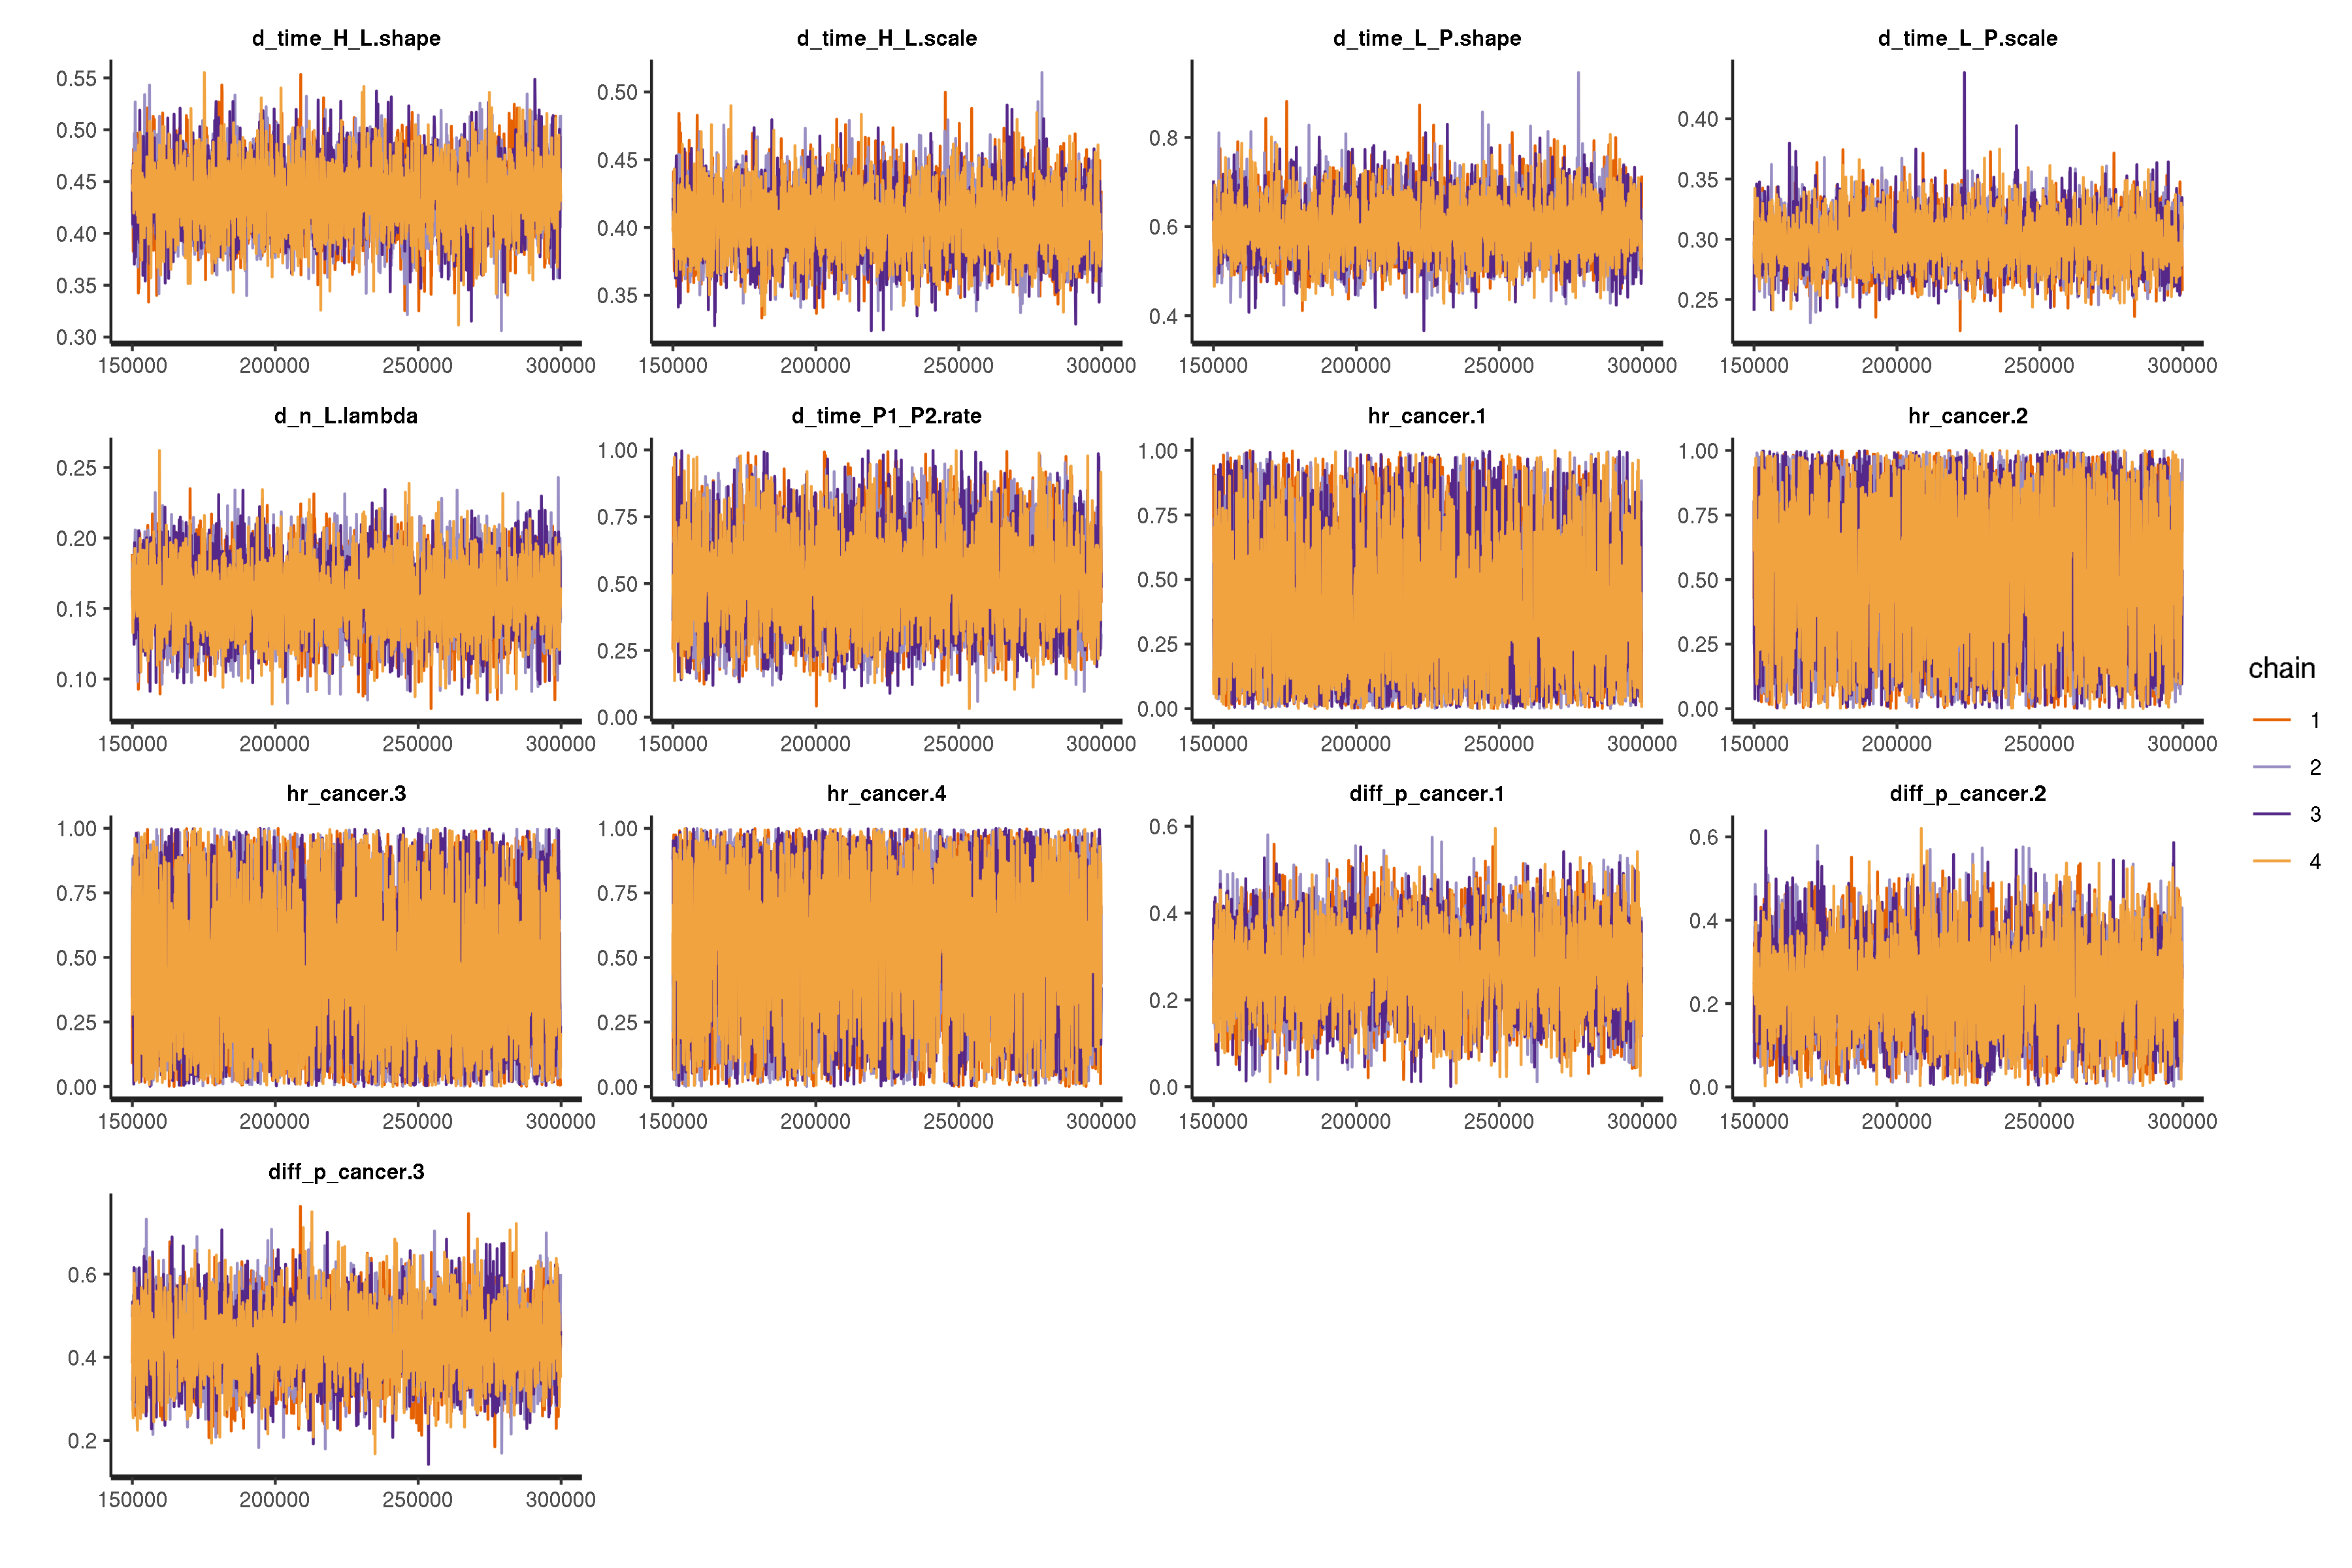 d_time_H_L.shape
d_time_H_L.scale
d_time_L_P.shape
d_time_L_P.scale
0.55
0.50
0.45
0.40
0.35
0.30
150000 200000 250000 300000
0.50
0.45
0.40
0.35
150000 200000 250000 300000
0.8
0.6
0.4
150000 200000 250000 300000
0.40
0.35
0.30
0.25
150000 200000 250000 300000
d_n_L.lambda
d_time_P1_P2.rate
hr_cancer.1
hr_cancer.2
0.25
0.20
0.15
0.10
150000 200000 250000 300000
1.00
0.75
0.50
0.25
0.00
150000 200000 250000 300000
1.00
0.75
0.50
0.25
0.00
150000 200000 250000 300000
1.00
0.75
0.50
0.25
0.00
150000 200000 250000 300000
chain
1
2
3
4
hr_cancer.3
hr_cancer.4
diff_p_cancer.1
diff_p_cancer.2
1.00
0.75
0.50
0.25
0.00
150000 200000 250000 300000
1.00
0.75
0.50
0.25
0.00
150000 200000 250000 300000
0.6
0.4
0.2
0.0
150000 200000 250000 300000
0.6
0.4
0.2
0.0
150000 200000 250000 300000
diff_p_cancer.3
0.6
0.4
0.2
150000 200000 250000 300000